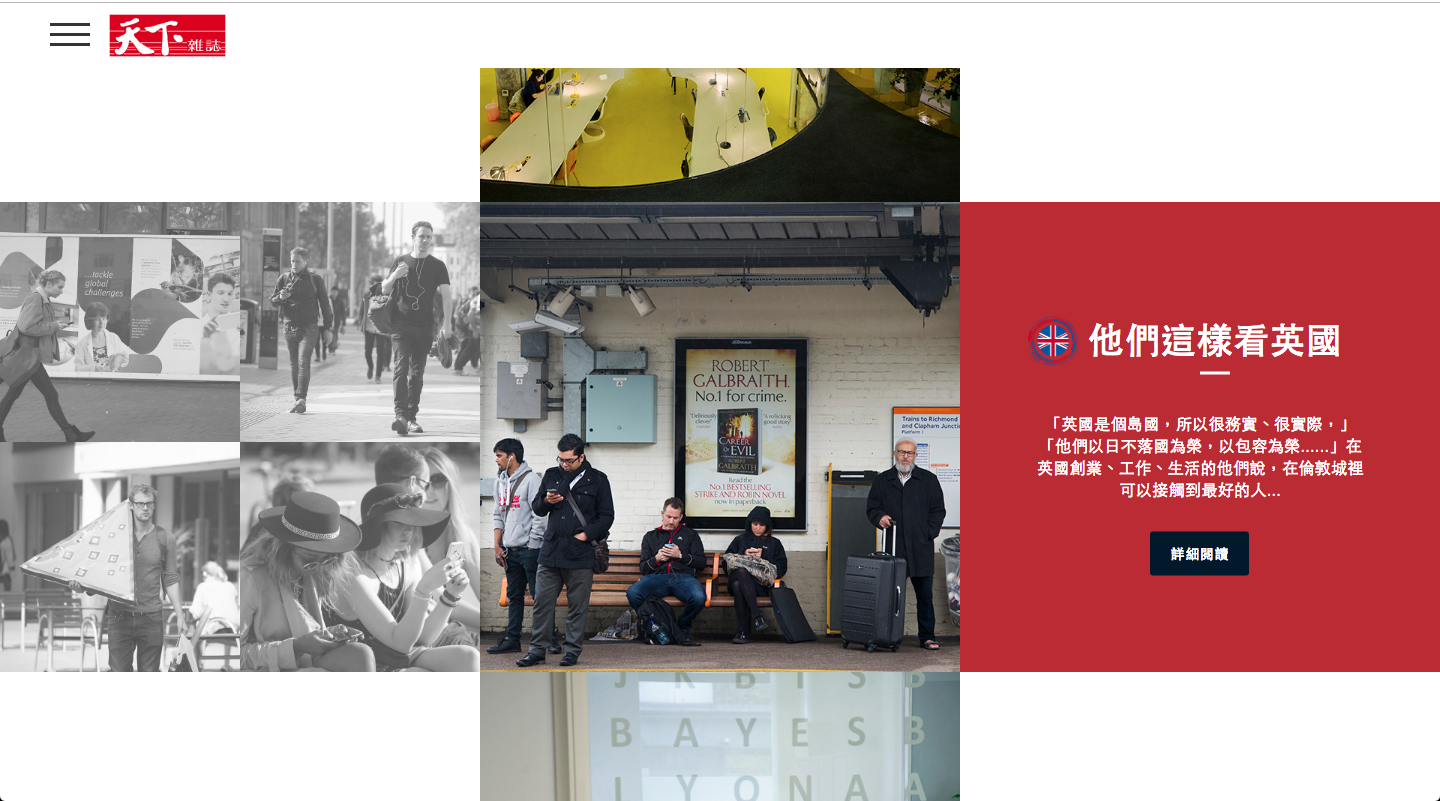 天下雜誌
...tackle
global
challenges
ROBERT
GALBRAITH.
No.1 for crime.
'Deliriously
clever'
'A rollicking
good story'
CAREER
OF EVIL
ROBERT
GALBRAITH
Read the
No.1 BESTSELLING
STRIKE AND ROBIN NOVEL
now in paperback
Trains to Richmond
and Clapham Junct
Platform 1
他們這樣看英國
「英國是個島國，所以很務實、很實際，」
「他們以日不落國為榮，以包容為榮......」在
英國創業、工作、生活的他們說，在倫敦城裡
可以接觸到最好的人...
詳細閱讀
J K B T S B
B A Y E S B
J Y O N A A